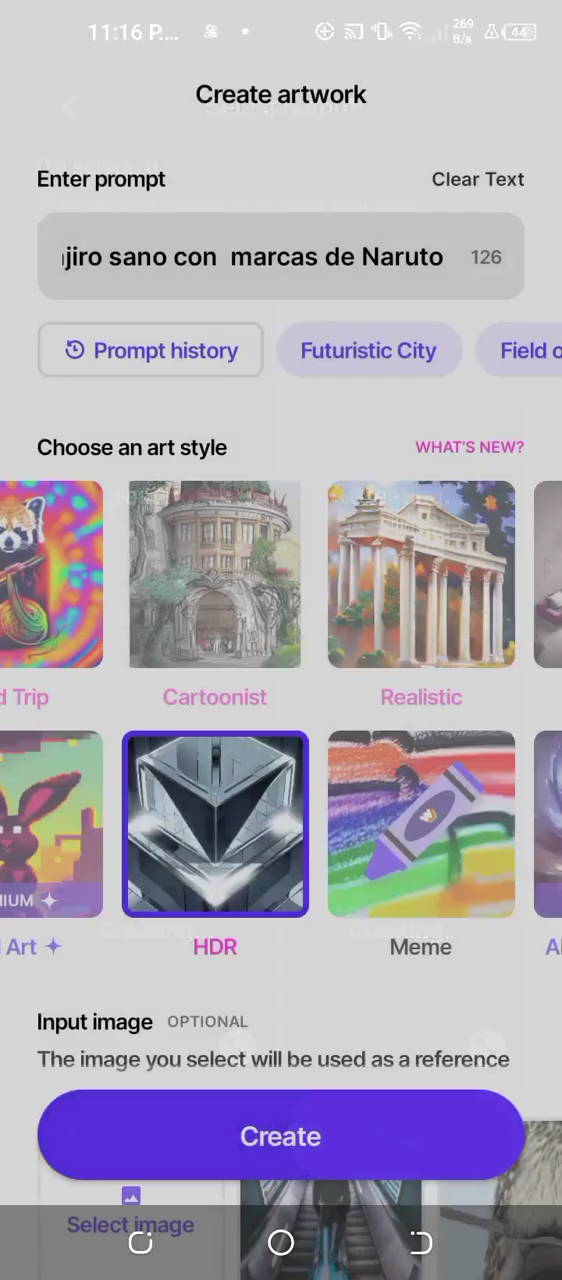 11:16 P...
269
B/s
44
Create artwork
Enter prompt
Clear Text
jiro sano con  marcas de Naruto
126
Prompt history
Futuristic City
Field o
Choose an art style
WHAT'S NEW?
d Trip
Cartoonist
Realistic
IUM
Art
HDR
Meme
Input image
OPTIONAL
The image you select will be used as a reference
Create
Select image